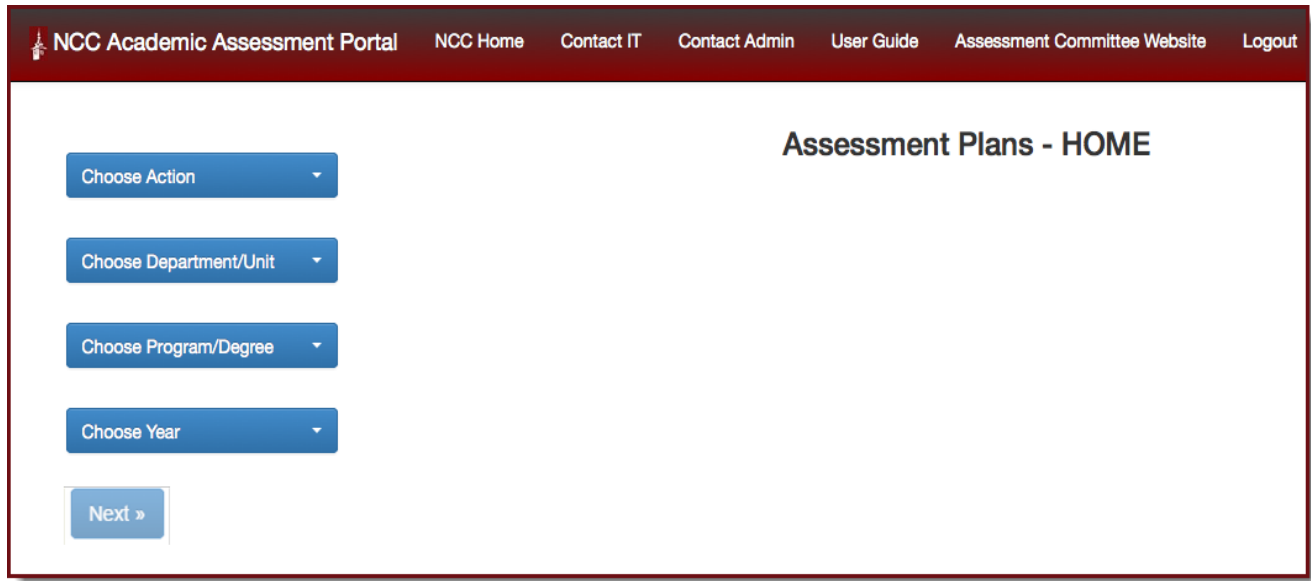 NCC Academic Assessment Portal NCC Home Contact IT Contact Admin User Guide Assessment Committee Website Logout
Assessment Plans - HOME
Choose Action
Choose Department/Unit
Choose Program/Degree
Choose Year
Next »